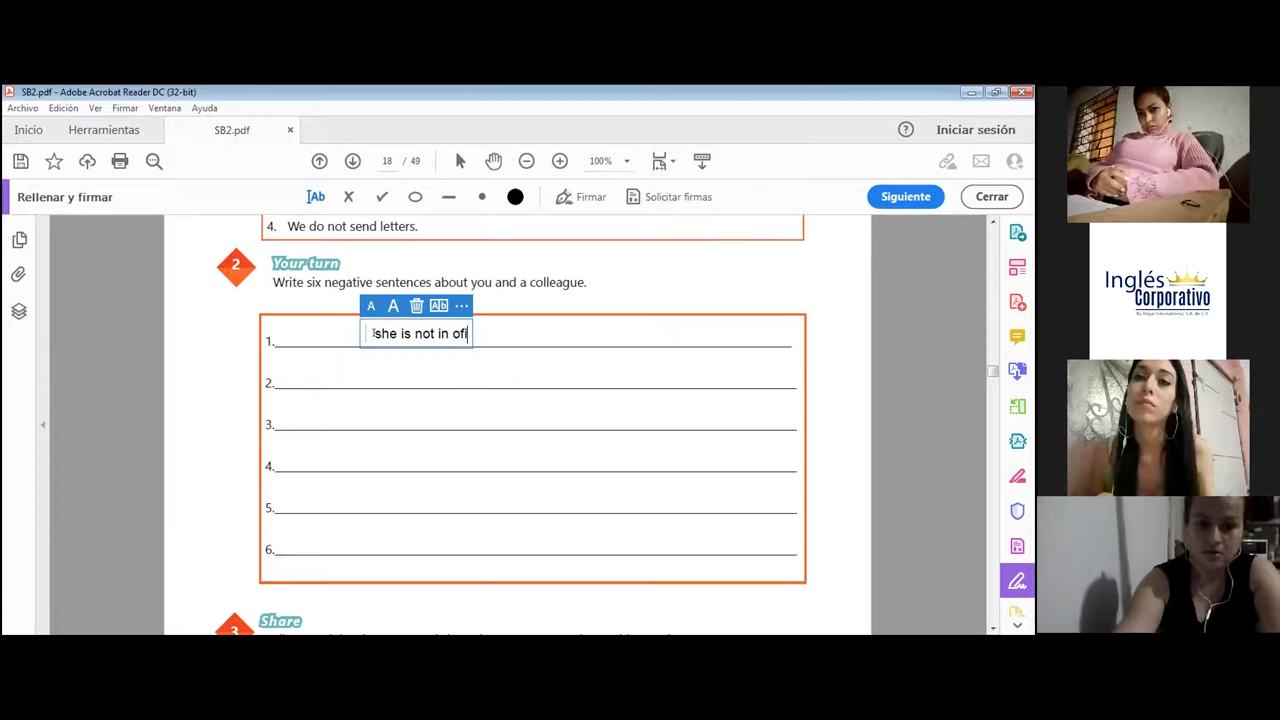 SB2.pdf - Adobe Acrobat Reader DC (32-bit)
Archivo Edición Ver Firmar Ventana Ayuda
Inicio Herramientas SB2.pdf × Iniciar sesión
18 / 49 100%
Rellenar y firmar Firmar Solicitar firmas Siguiente Cerrar
4. We do not send letters.
2 Your turn
Write six negative sentences about you and a colleague.
A A Ab ...
1. she is not in ofi
2.
3.
4.
5.
6.
3 Share
Inglés
Corporativo